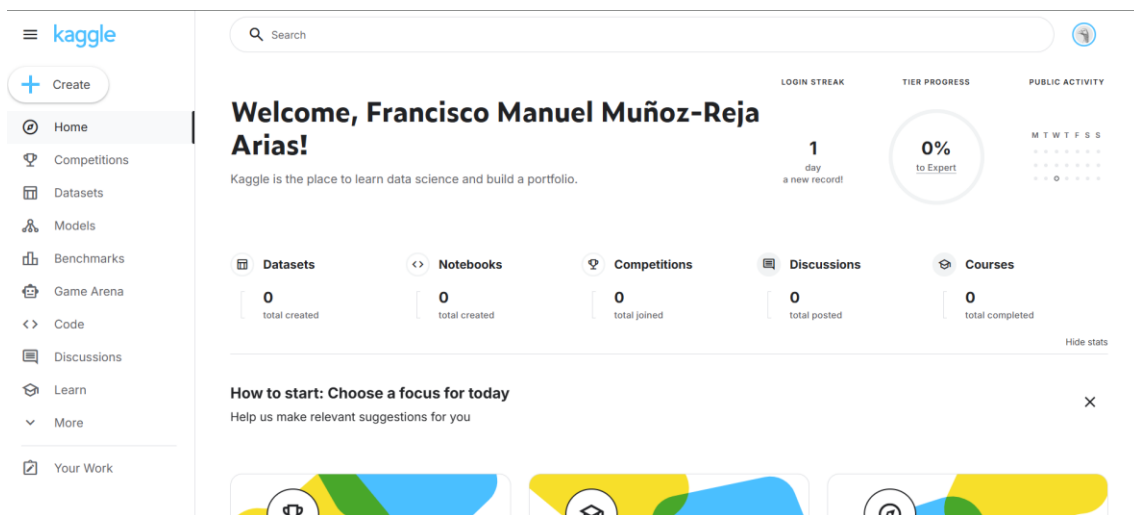 kaggle
Search
Create
Home
Competitions
Datasets
Models
Benchmarks
Game Arena
Code
Discussions
Learn
More
Your Work
Welcome, Francisco Manuel Muñoz-Reja
Arias!
Kaggle is the place to learn data science and build a portfolio.
LOGIN STREAK
1
day
a new record!
TIER PROGRESS
0%
to Expert
PUBLIC ACTIVITY
M T W T F S S
Datasets
0
total created
Notebooks
0
total created
Competitions
0
total joined
Discussions
0
total posted
Courses
0
total completed
Hide stats
How to start: Choose a focus for today
Help us make relevant suggestions for you